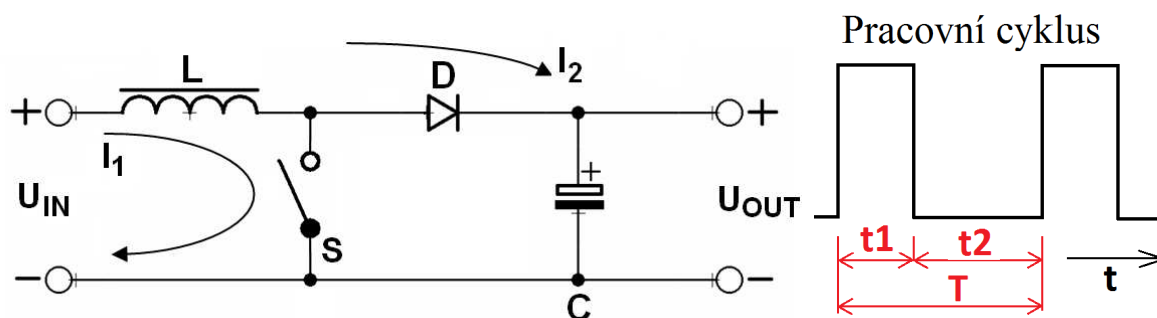 Pracovní cyklus
L
D
I2
+
+
I1
+
UIN
UOUT
S
t1
t2
t
T
−
−
C